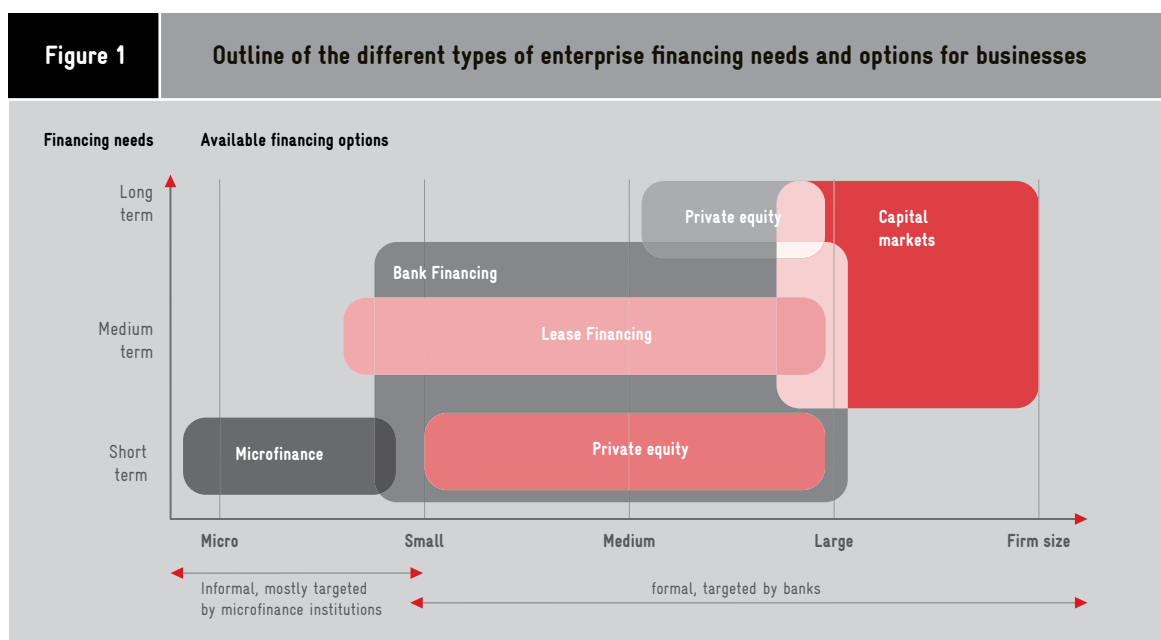 Figure 1
Outline of the different types of enterprise financing needs and options for businesses
Financing needs
Available financing options
Long
term
Private equity
Capital
markets
Bank Financing
Medium
term
Lease Financing
Short
term
Microfinance
Private equity
Micro
Small
Medium
Large
Firm size
Informal, mostly targeted
by microfinance institutions
formal, targeted by banks